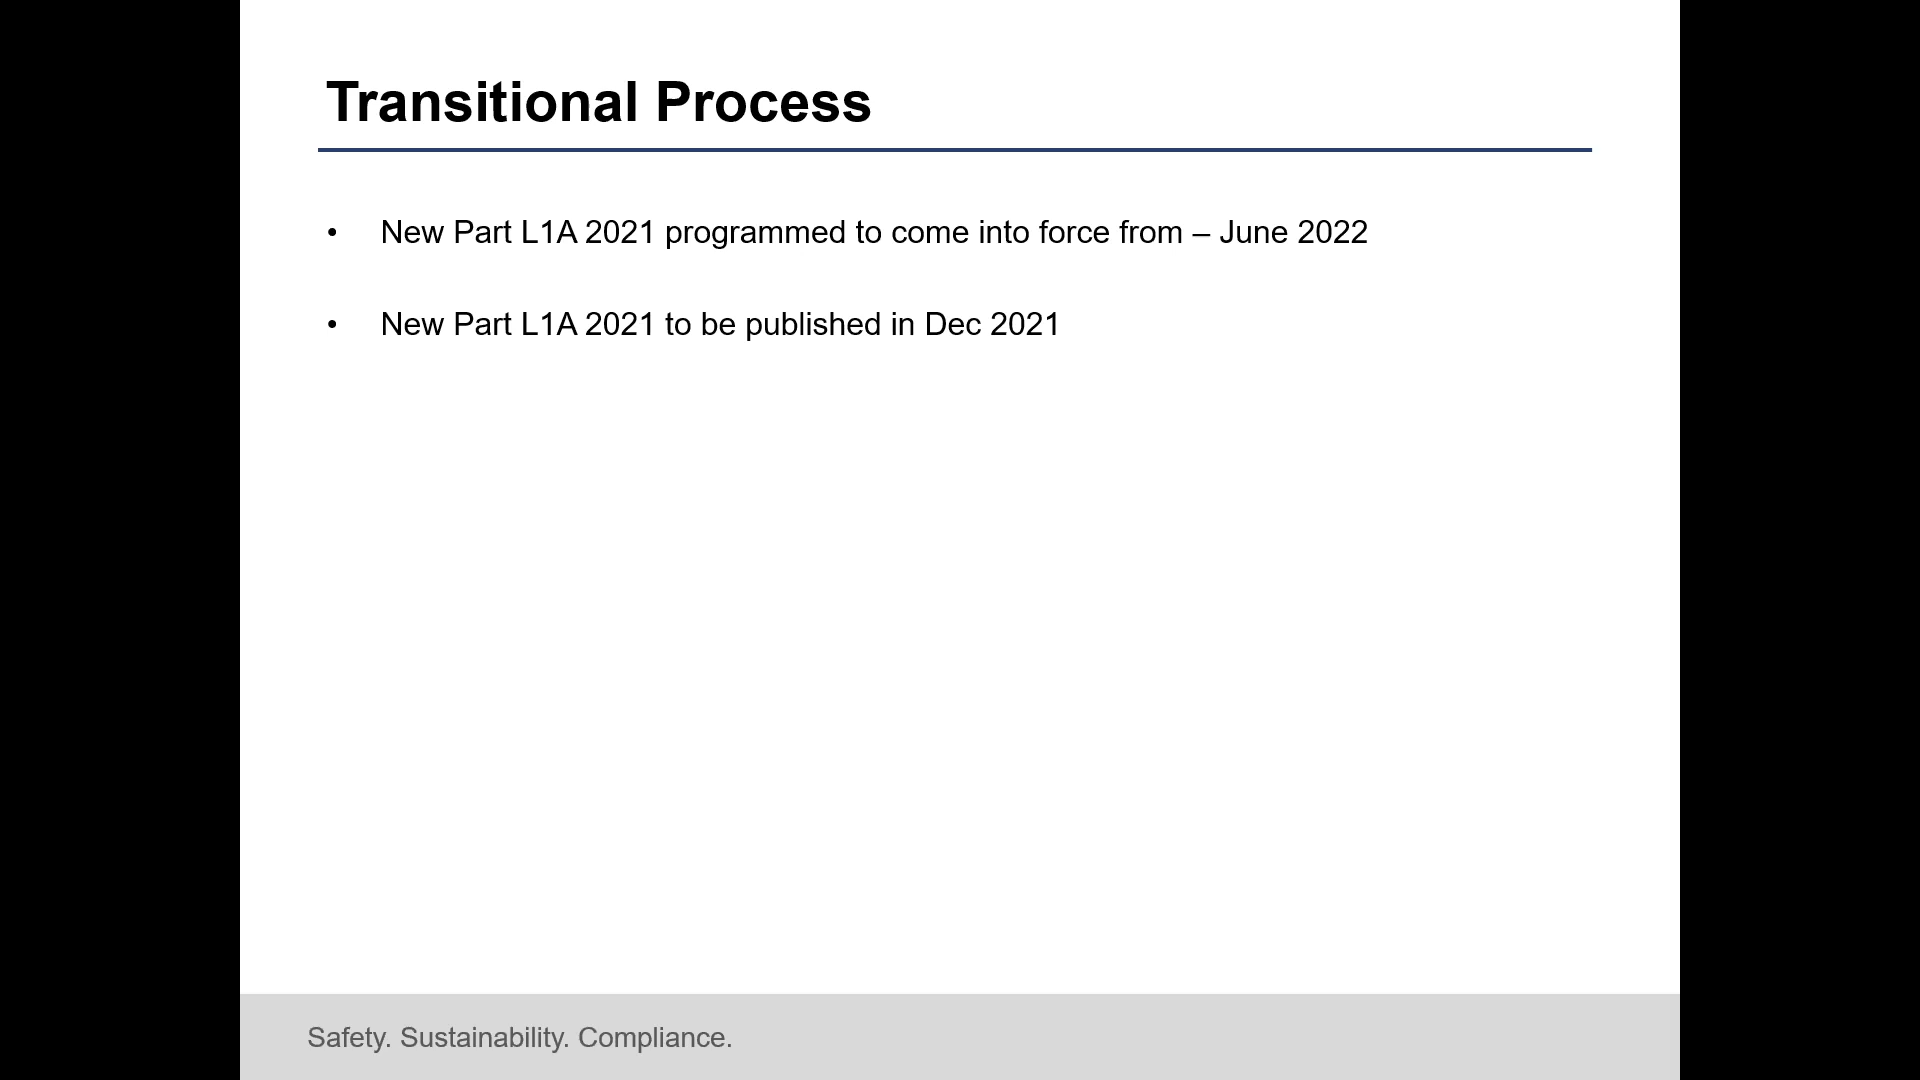 Transitional Process
• New Part L1A 2021 programmed to come into force from – June 2022
• New Part L1A 2021 to be published in Dec 2021
Safety. Sustainability. Compliance.